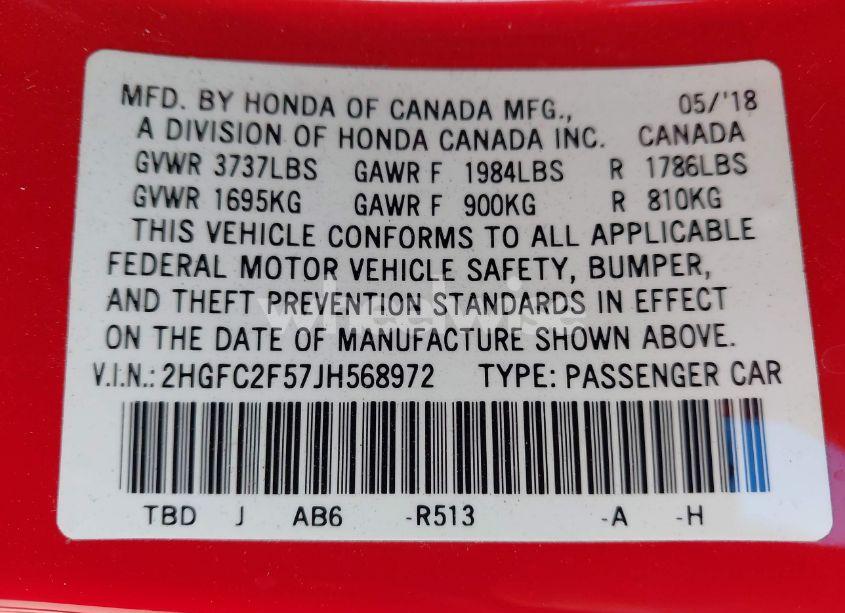 MFD. BY HONDA OF CANADA MFG., 05/'18
A DIVISION OF HONDA CANADA INC. CANADA
GVWR 3737LBS GAWR F 1984LBS R 1786LBS
GVWR 1695KG GAWR F 900KG R 810KG
THIS VEHICLE CONFORMS TO ALL APPLICABLE
FEDERAL MOTOR VEHICLE SAFETY, BUMPER,
AND THEFT PREVENTION STANDARDS IN EFFECT
ON THE DATE OF MANUFACTURE SHOWN ABOVE.
V.I.N.: 2HGFC2F57JH568972 TYPE: PASSENGER CAR
TBD J AB6 -R513 -A -H